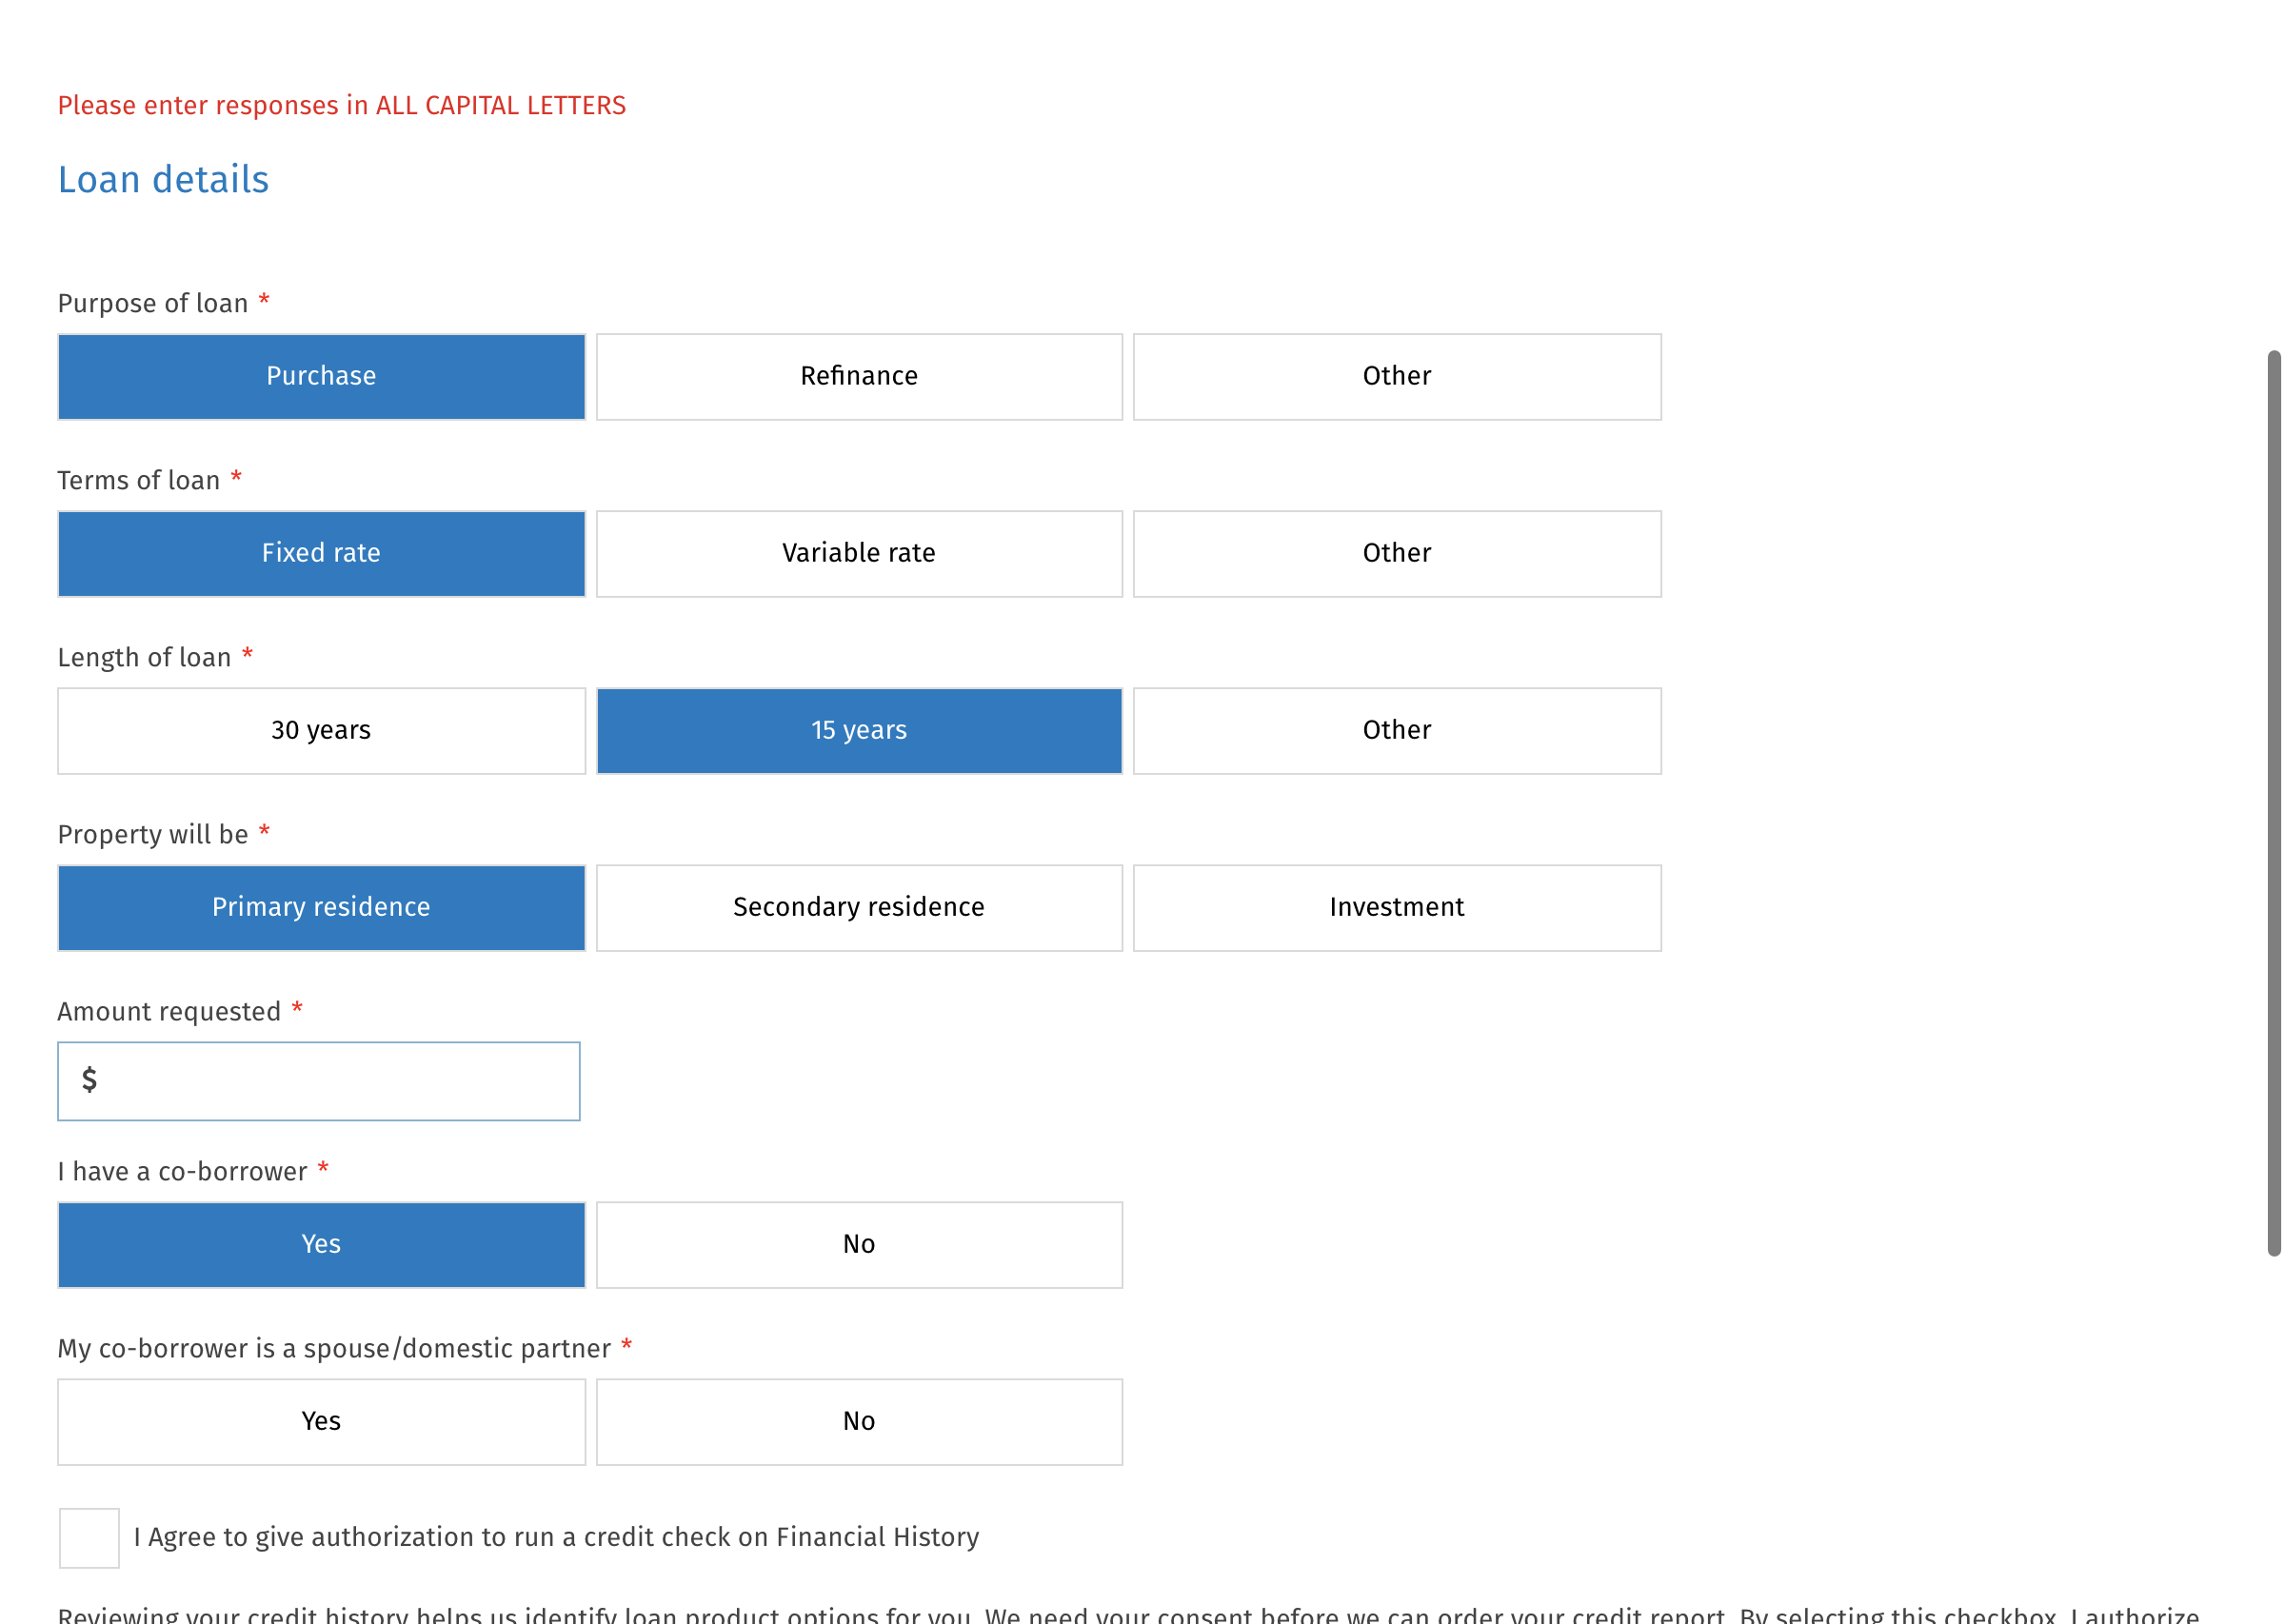 Please enter responses in ALL CAPITAL LETTERS
Loan details
Purpose of loan *
Purchase Refinance Other
Terms of loan *
Fixed rate Variable rate Other
Length of loan *
30 years 15 years Other
Property will be *
Primary residence Secondary residence Investment
Amount requested *
$
I have a co-borrower *
Yes No
My co-borrower is a spouse/domestic partner *
Yes No
I Agree to give authorization to run a credit check on Financial History
Reviewing your credit history helps us identify loan product options for you. We need your consent before we can order your credit report. By selecting this checkbox, I authorize